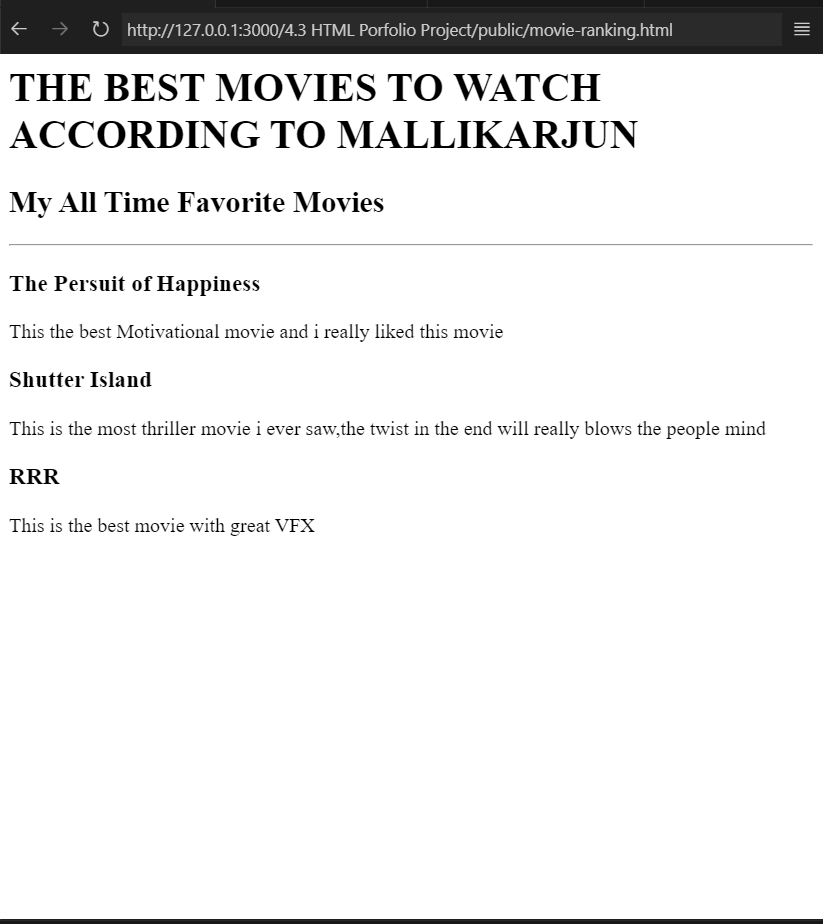 http://127.0.0.1:3000/4.3 HTML Porfolio Project/public/movie-ranking.html
THE BEST MOVIES TO WATCH
ACCORDING TO MALLIKARJUN
My All Time Favorite Movies
The Persuit of Happiness
This the best Motivational movie and i really liked this movie
Shutter Island
This is the most thriller movie i ever saw,the twist in the end will really blows the people mind
RRR
This is the best movie with great VFX